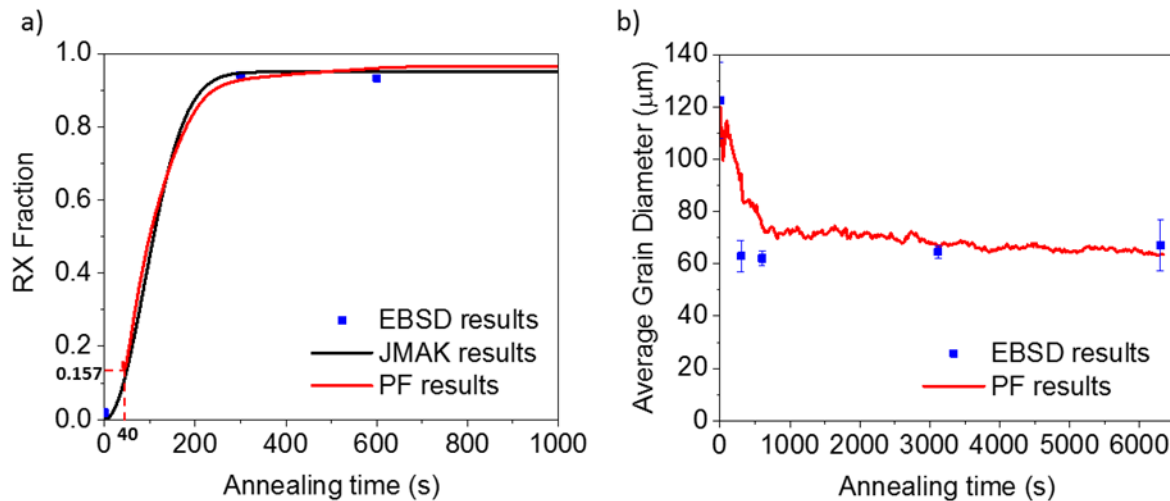 a)
RX Fraction
1.0
0.8
0.6
0.4
0.2
0.157
0.0
40
0 200 400 600 800 1000
Annealing time (s)
EBSD results
JMAK results
PF results
b)
Average Grain Diameter (μm)
140
120
100
80
60
40
20
0
0 1000 2000 3000 4000 5000 6000
Annealing time (s)
EBSD results
PF results